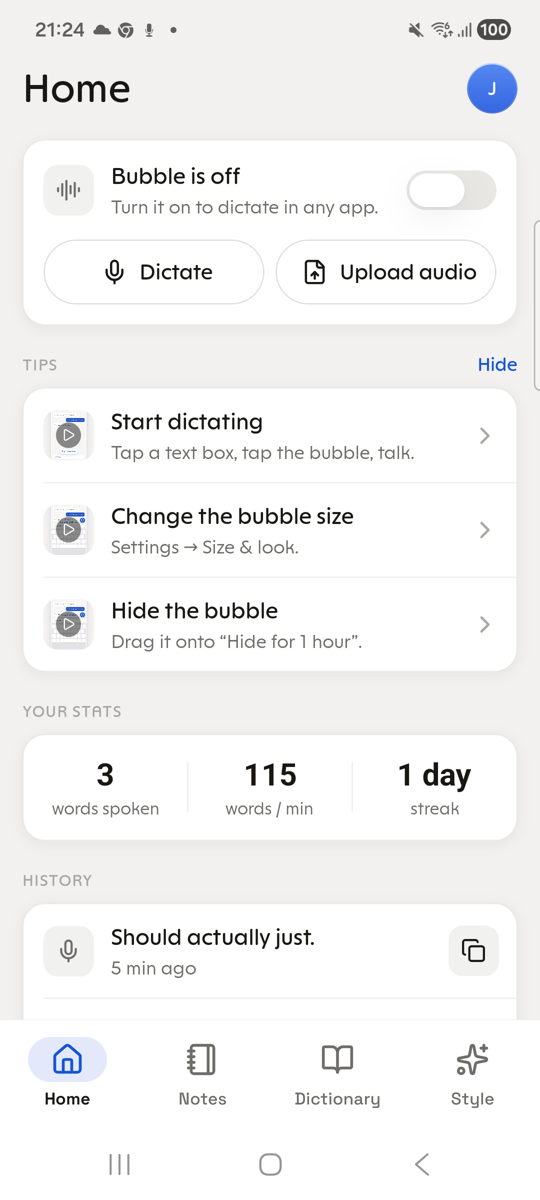 21:24
100
Home
J
Bubble is off
Turn it on to dictate in any app.
Dictate
Upload audio
TIPS
Hide
Start dictating
Tap a text box, tap the bubble, talk.
Change the bubble size
Settings → Size & look.
Hide the bubble
Drag it onto “Hide for 1 hour”.
YOUR STATS
3
words spoken
115
words / min
1 day
streak
HISTORY
Should actually just.
5 min ago
Home
Notes
Dictionary
Style